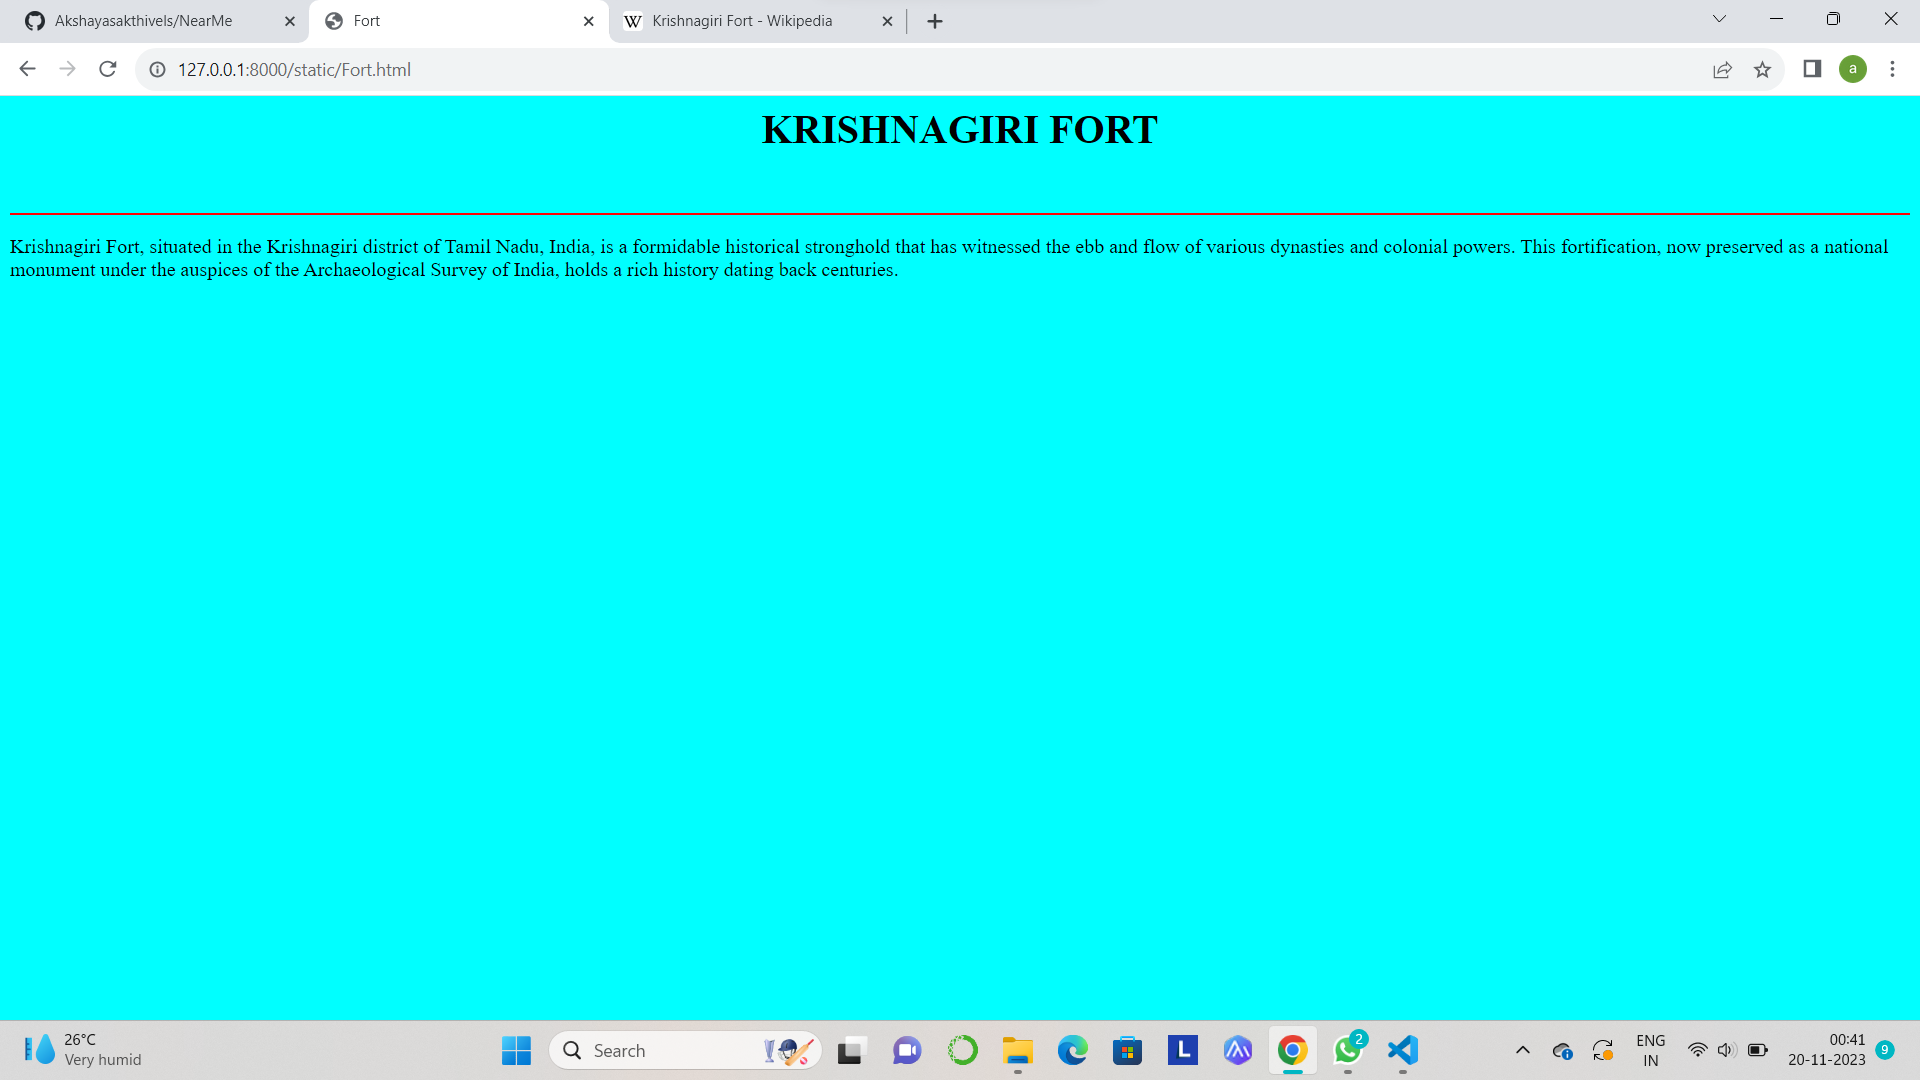 Akshayasakthivels/NearMe
Fort
Krishnagiri Fort - Wikipedia
127.0.0.1:8000/static/Fort.html
a
KRISHNAGIRI FORT
Krishnagiri Fort, situated in the Krishnagiri district of Tamil Nadu, India, is a formidable historical stronghold that has witnessed the ebb and flow of various dynasties and colonial powers. This fortification, now preserved as a national
monument under the auspices of the Archaeological Survey of India, holds a rich history dating back centuries.
26°C
Very humid
Search
L
2
ENG
IN
00:41
20-11-2023
9